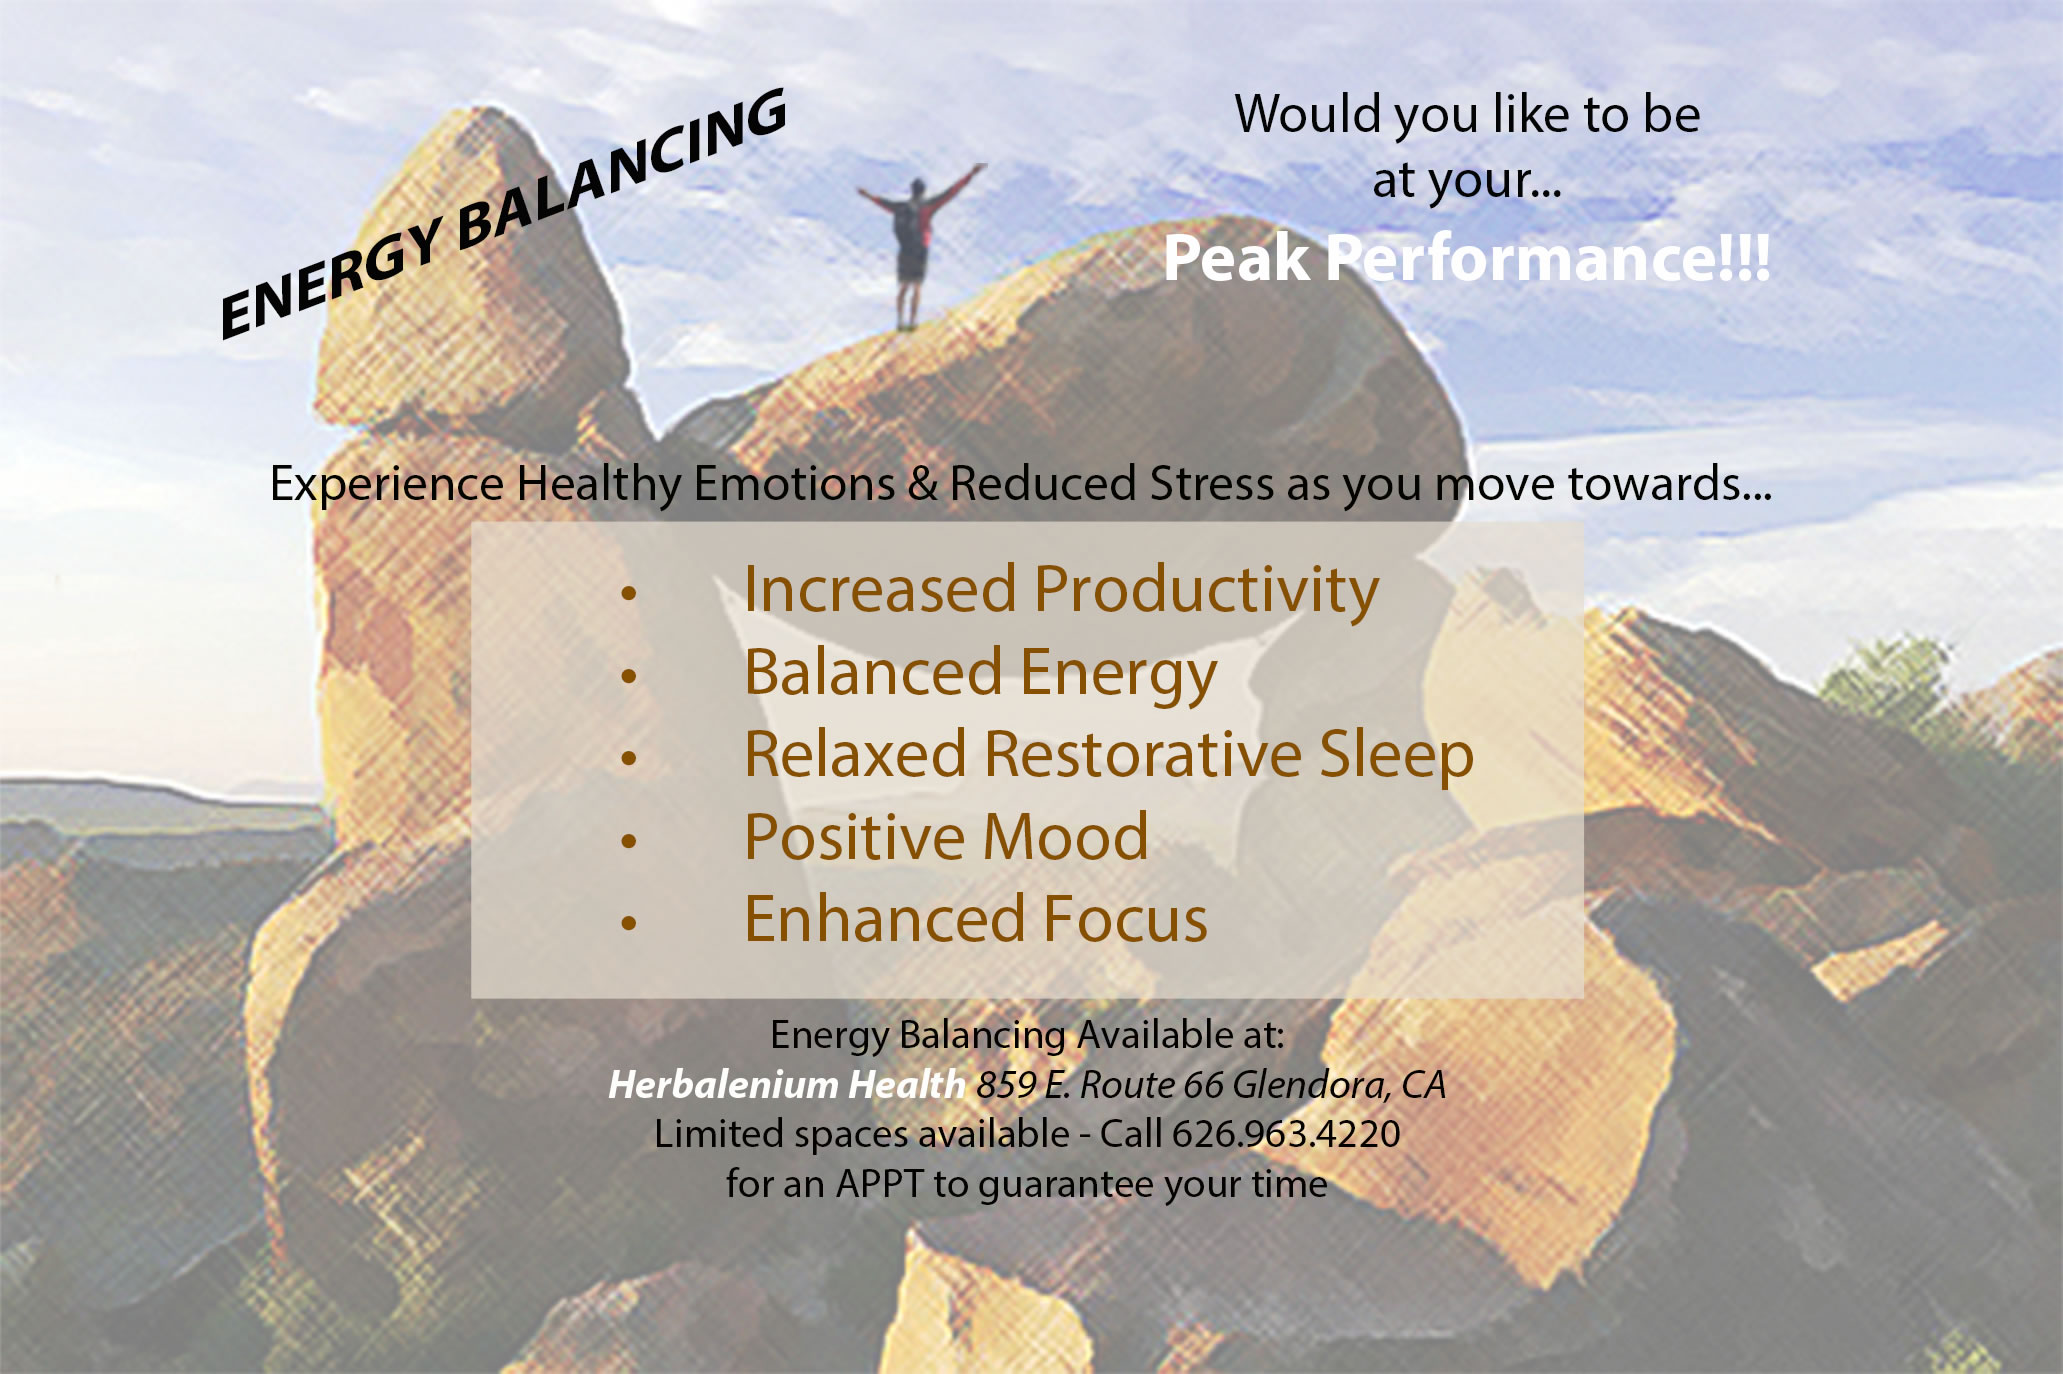 ENERGY BALANCING
Would you like to be
at your...
Peak Performance!!!
Experience Healthy Emotions & Reduced Stress as you move towards...
• Increased Productivity
• Balanced Energy
• Relaxed Restorative Sleep
• Positive Mood
• Enhanced Focus
Energy Balancing Available at:
Herbalenium Health 859 E. Route 66 Glendora, CA
Limited spaces available - Call 626.963.4220
for an APPT to guarantee your time